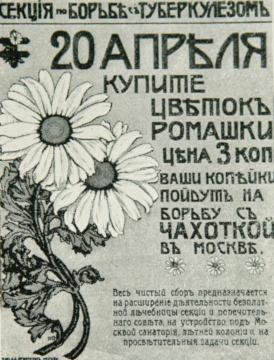 СЕКЦІЯ по БОРЬБѢ съ ТУБЕРКУЛЕЗОМЪ
20 АПРѢЛЯ
КУПИТЕ
ЦВѢТОКЪ
РОМАШКИ
ЦѢНА 3 КОП
ВАШИ КОПѢЙКИ
ПОЙДУТЪ НА
БОРЬБУ СЪ
ЧАХОТКОЙ
ВЪ МОСКВѢ.
Весь чистый сборъ предназначается
на расширеніе дѣятельности безплат
ной лѣчебницы секціи и попечитель
наго совѣта, на устройство подъ Мо
сквой санаторія, лѣтней колоніи и на
просвѣтительныя задачи секціи.